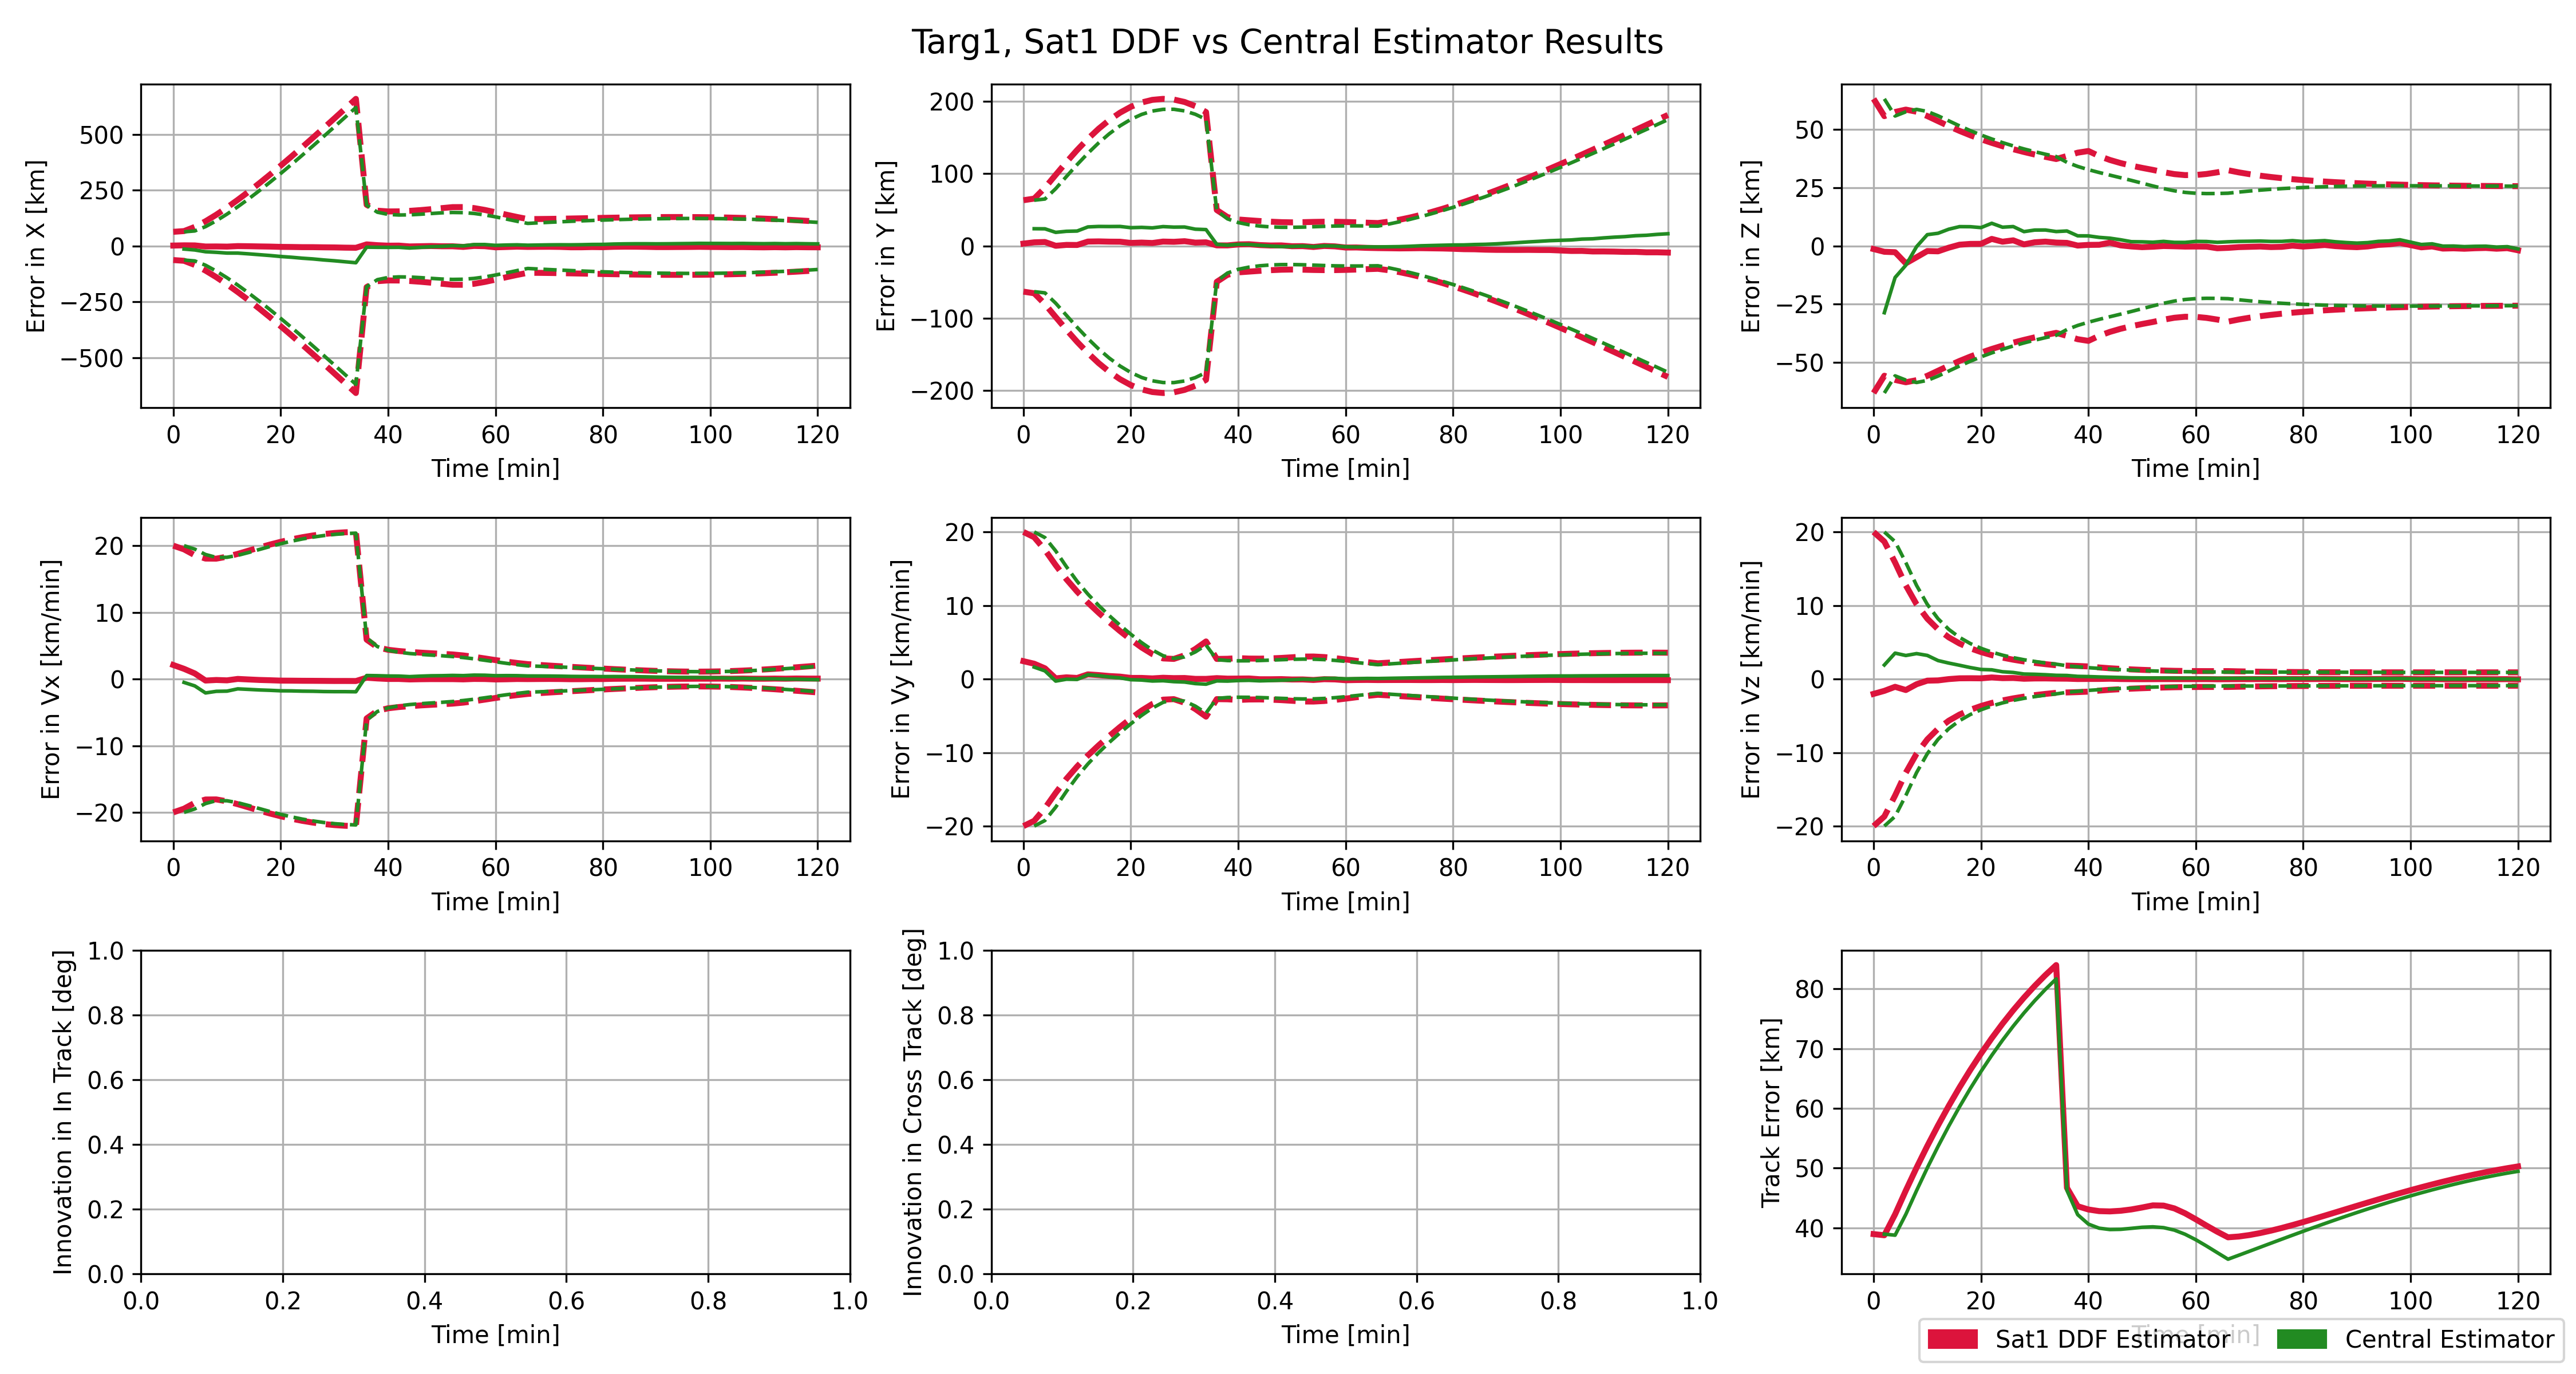 Targ1, Sat1 DDF vs Central Estimator Results
Error in X [km]
500
250
0
−250
−500
0 20 40 60 80 100 120
Time [min]
Error in Y [km]
200
100
0
−100
−200
0 20 40 60 80 100 120
Time [min]
Error in Z [km]
50
25
0
−25
−50
0 20 40 60 80 100 120
Time [min]
Error in Vx [km/min]
20
10
0
−10
−20
0 20 40 60 80 100 120
Time [min]
Error in Vy [km/min]
20
10
0
−10
−20
0 20 40 60 80 100 120
Time [min]
Error in Vz [km/min]
20
10
0
−10
−20
0 20 40 60 80 100 120
Time [min]
Innovation in In Track [deg]
1.0
0.8
0.6
0.4
0.2
0.0
0.0 0.2 0.4 0.6 0.8 1.0
Time [min]
Innovation in Cross Track [deg]
1.0
0.8
0.6
0.4
0.2
0.0
0.0 0.2 0.4 0.6 0.8 1.0
Time [min]
Track Error [km]
80
70
60
50
40
0 20 40 60 80 100 120
Time [min]
Sat1 DDF Estimator Central Estimator